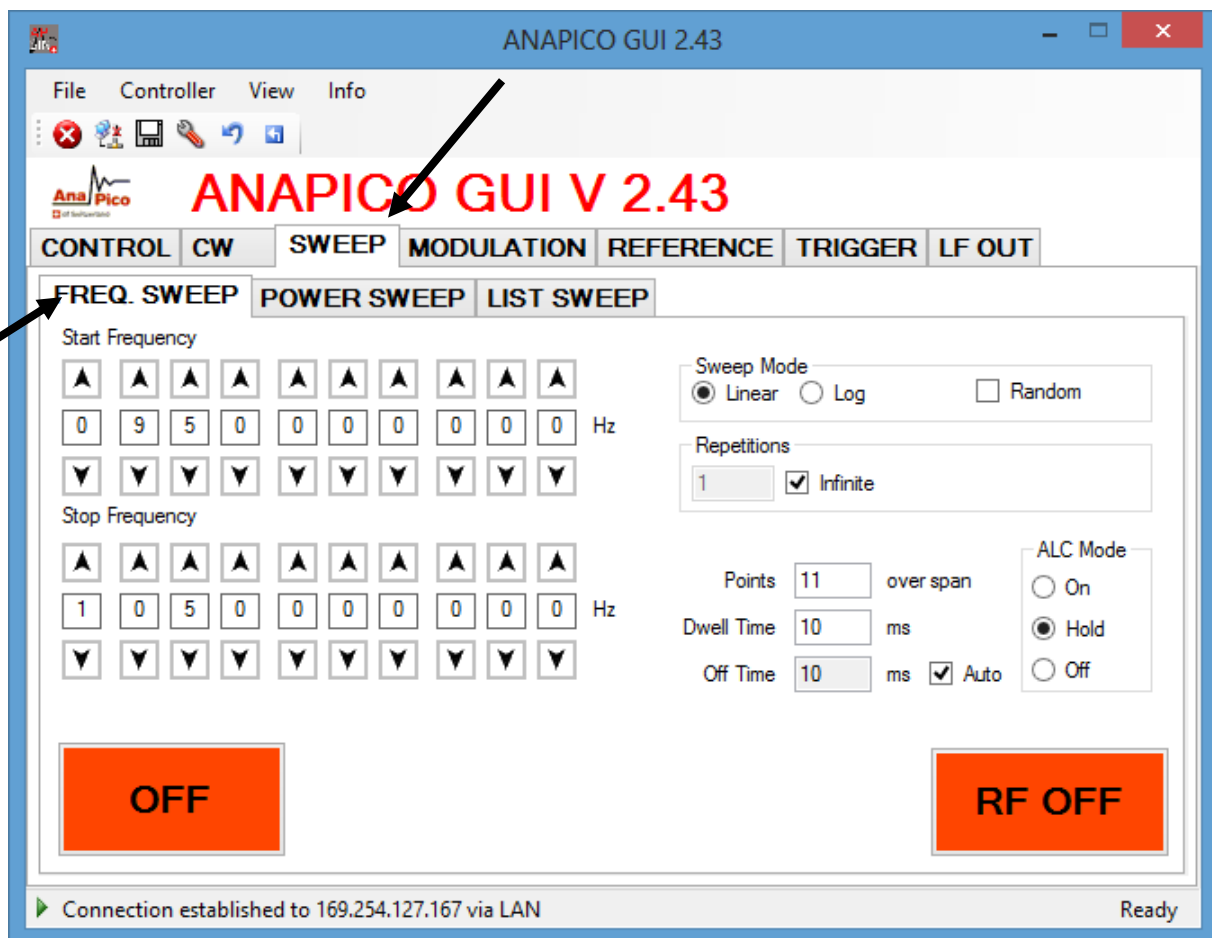 ANAPICO GUI 2.43
File Controller View Info
Ana Pico
ANAPICO GUI V 2.43
CONTROL CW SWEEP MODULATION REFERENCE TRIGGER LF OUT
FREQ. SWEEP POWER SWEEP LIST SWEEP
Start Frequency
0 9 5 0 0 0 0 0 0 0 Hz
Stop Frequency
1 0 5 0 0 0 0 0 0 0 Hz
Sweep Mode
Linear Log Random
Repetitions
1 Infinite
Points 11 over span
Dwell Time 10 ms
Off Time 10 ms Auto
ALC Mode
On
Hold
Off
OFF
RF OFF
Connection established to 169.254.127.167 via LAN
Ready